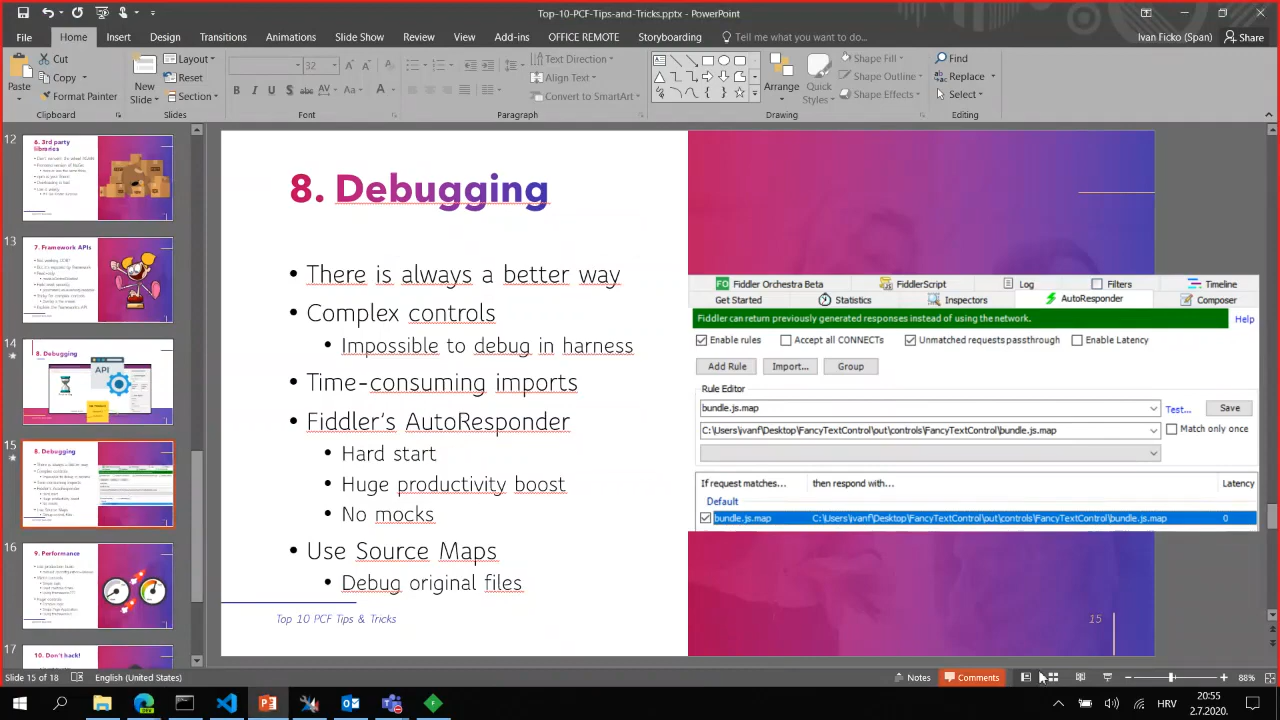 Top-10-PCF-Tips-and-Tricks.pptx - PowerPoint
File Home Insert Design Transitions Slide Show Animations Review View Add-ins OFFICE REMOTE Storyboarding Tell me what you want to do...
Ivan Ficko (Span) Share
Paste
Cut
Copy
Format Painter
Clipboard
New
Slide
Layout
Reset
Section
Slides
32
B I U S abc AV Aa A
Font
Text Direction
Align Text
Convert to SmartArt
Paragraph
Arrange
Quick
Styles
Shape Fill
Shape Outline
Shape Effects
Drawing
Find
Replace
Select
Editing
12
6. 3rd party
libraries
13
7. Framework APIs
14
8. Debugging
API
15
8. Debugging
16
9. Performance
17
10. Don't hack!
8. Debugging
• There is always a better way
• Complex controls
• Impossible to debug in harness
• Time-consuming imports
• Fiddler's AutoResponder
• Hard start
• Huge productivity boost
• No mocks
• Use Source Maps
• Debug original files
Top 10 PCF Tips & Tricks
15
FO Fiddler Orchestra Beta FiddlerScript Log Filters Timeline
Get Started Statistics Inspectors AutoResponder Composer
Fiddler can return previously generated responses instead of using the network. Help
Enable rules Accept all CONNECTs Unmatched requests passthrough Enable Latency
Add Rule Import... Group
Rule Editor
bundle.js.map Test... Save
C:\Users\ivanf\Desktop\FancyTextControl\out\controls\FancyTextControl\bundle.js.map Match only once
If request matches... then respond with... Latency
Default
bundle.js.map C:\Users\ivanf\Desktop\FancyTextControl\out\controls\FancyTextControl\bundle.js.map 0
Slide 15 of 18 English (United States) Notes Comments 88%
HRV
20:55
2.7.2020.